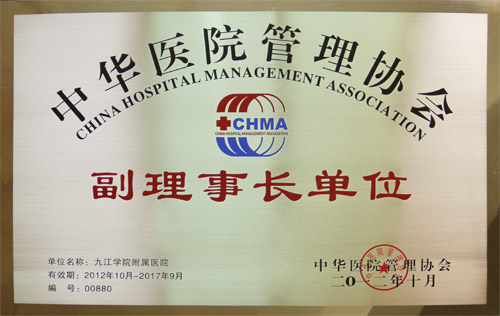 中华医院管理协会
CHINA HOSPITAL MANAGEMENT ASSOCIATION
CHMA
CHINA HOSPITAL MANAGEMENT ASSOCIATION
副理事长单位
单位名称：九江学院附属医院
有效期：2012年10月-2017年9月
编 号：00880
中华医院管理协会
二〇一二年十月